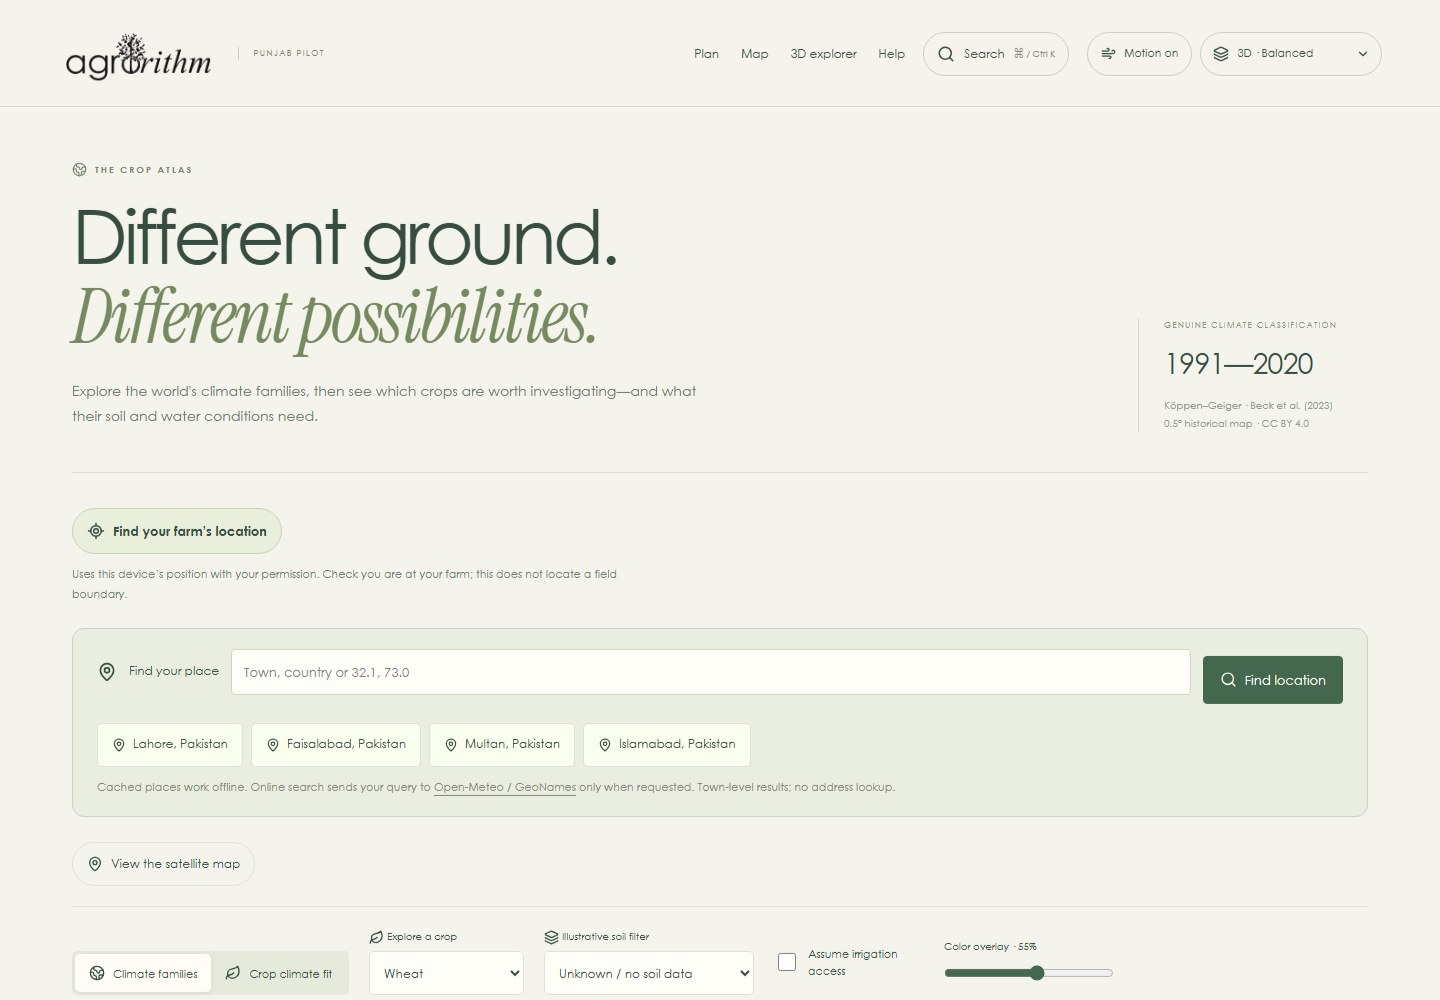 agrorithm
PUNJAB PILOT
Plan
Map
3D explorer
Help
Search ⌘ / Ctrl K
Motion on
3D · Balanced
THE CROP ATLAS
Different ground.
Different possibilities.
Explore the world's climate families, then see which crops are worth investigating—and what
their soil and water conditions need.
GENUINE CLIMATE CLASSIFICATION
1991—2020
Köppen–Geiger · Beck et al. (2023)
0.5° historical map · CC BY 4.0
Find your farm's location
Uses this device's position with your permission. Check you are at your farm; this does not locate a field
boundary.
Find your place
Town, country or 32.1, 73.0
Find location
Lahore, Pakistan
Faisalabad, Pakistan
Multan, Pakistan
Islamabad, Pakistan
Cached places work offline. Online search sends your query to Open-Meteo / GeoNames only when requested. Town-level results; no address lookup.
View the satellite map
Climate families
Crop climate fit
Explore a crop
Wheat
Illustrative soil filter
Unknown / no soil data
Assume irrigation
access
Color overlay · 55%